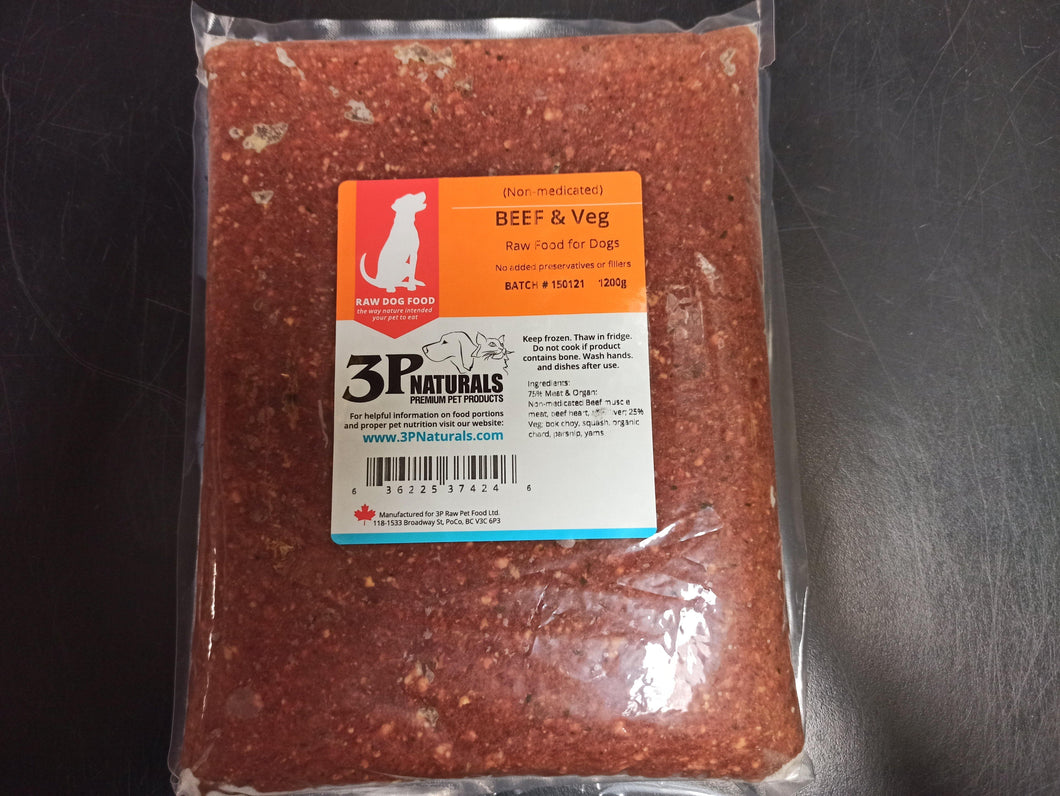 (Non-medicated)
BEEF & Veg
Raw Food for Dogs
No added preservatives or fillers
BATCH # 150121 1200g
RAW DOG FOOD
the way nature intended
your pet to eat
3P NATURALS
PREMIUM PET PRODUCTS
For helpful information on food portions
and proper pet nutrition visit our website:
www.3PNaturals.com
6 36225 37424 6
Manufactured for 3P Raw Pet Food Ltd.
118-1533 Broadway St, PoCo, BC V3C 6P3
Keep frozen. Thaw in fridge.
Do not cook if product
contains bone. Wash hands.
and dishes after use.
Ingredients:
75% Meat & Organ:
Non-medicated Beef muscle
meat, beef heart, 25%
Veg: bok choy, squash, organic
chard, parsnip, yams